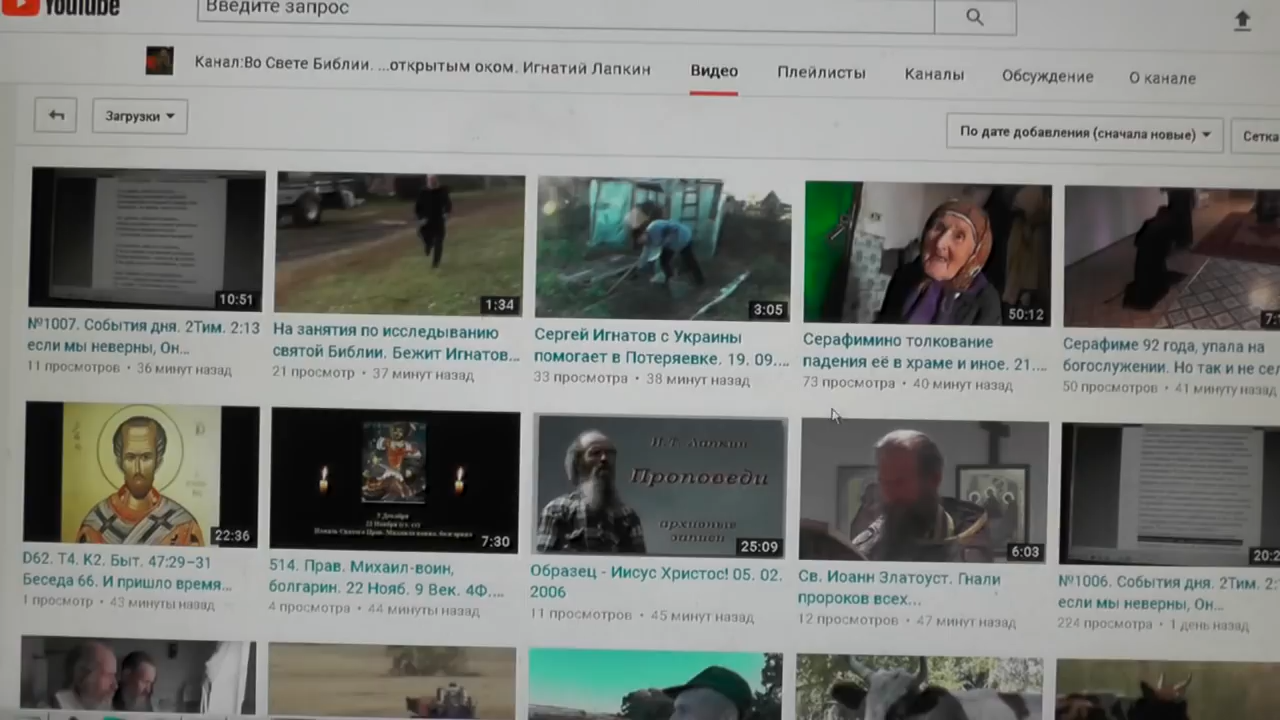 YouTube
Введите запрос
Канал:Во Свете Библии. ...открытым оком. Игнатий Лапкин
Видео
Плейлисты
Каналы
Обсуждение
О канале
Загрузки
По дате добавления (сначала новые)
Сетка
10:51
1:34
3:05
50:12
№1007. События дня. 2Тим. 2:13
если мы неверны, Он...
11 просмотров • 36 минут назад
На занятия по исследыванию
святой Библии. Бежит Игнатов...
21 просмотр • 37 минут назад
Сергей Игнатов с Украины
помогает в Потеряевке. 19. 09....
33 просмотра • 38 минут назад
Серафимино толкование
падения её в храме и иное. 21....
73 просмотра • 40 минут назад
Серафиме 92 года, упала на
богослужении. Но так и не сел
50 просмотров • 41 минуту назад
22:36
7:30
И.Т. Лапкин
Проповеди
архивные
записи
25:09
6:03
20:2
D62. Т4. К2. Быт. 47:29-31
Беседа 66. И пришло время...
1 просмотр • 43 минуты назад
514. Прав. Михаил-воин,
болгарин. 22 Нояб. 9 Век. 4Ф....
4 просмотра • 44 минуты назад
Образец - Иисус Христос! 05. 02.
2006
11 просмотров • 45 минут назад
Св. Иоанн Златоуст. Гнали
пророков всех...
12 просмотров • 47 минут назад
№1006. События дня. 2Тим. 2:
если мы неверны, Он...
224 просмотра • 1 день назад